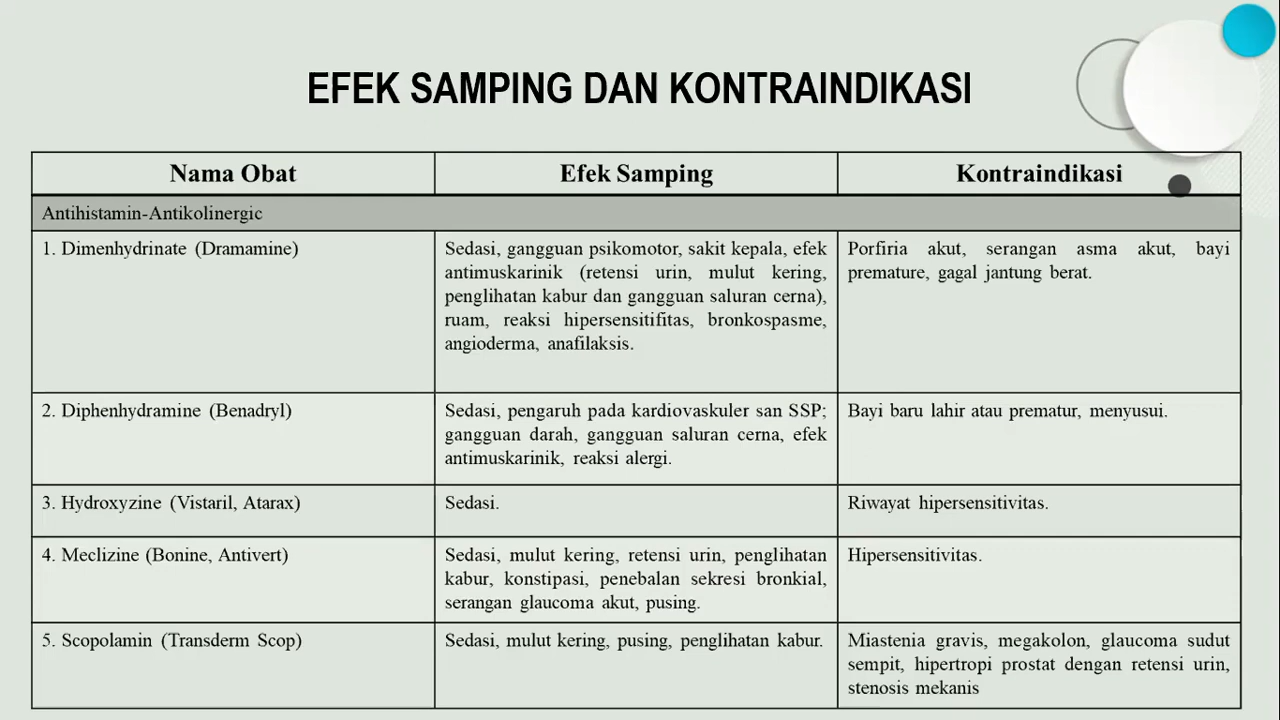 EFEK SAMPING DAN KONTRAINDIKASI
Nama Obat
Efek Samping
Kontraindikasi
Antihistamin-Antikolinergic
1. Dimenhydrinate (Dramamine)
Sedasi, gangguan psikomotor, sakit kepala, efek
antimuskarinik (retensi urin, mulut kering,
penglihatan kabur dan gangguan saluran cerna),
ruam, reaksi hipersensitifitas, bronkospasme,
angioderma, anafilaksis.
Porfiria akut, serangan asma akut, bayi
premature, gagal jantung berat.
2. Diphenhydramine (Benadryl)
Sedasi, pengaruh pada kardiovaskuler san SSP;
gangguan darah, gangguan saluran cerna, efek
antimuskarinik, reaksi alergi.
Bayi baru lahir atau prematur, menyusui.
3. Hydroxyzine (Vistaril, Atarax)
Sedasi.
Riwayat hipersensitivitas.
4. Meclizine (Bonine, Antivert)
Sedasi, mulut kering, retensi urin, penglihatan
kabur, konstipasi, penebalan sekresi bronkial,
serangan glaucoma akut, pusing.
Hipersensitivitas.
5. Scopolamin (Transderm Scop)
Sedasi, mulut kering, pusing, penglihatan kabur.
Miastenia gravis, megakolon, glaucoma sudut
sempit, hipertropi prostat dengan retensi urin,
stenosis mekanis